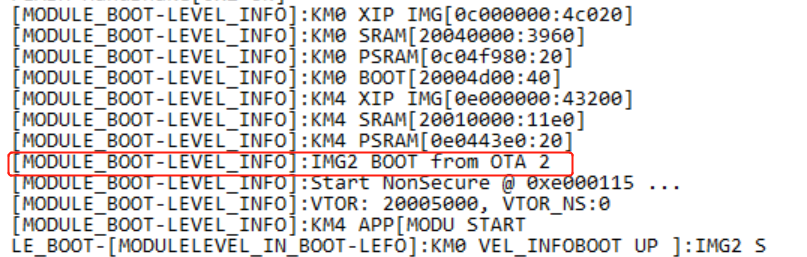 [MODULE_BOOT-LEVEL_INFO]:KM0 XIP IMG[0c000000:4c020]
[MODULE_BOOT-LEVEL_INFO]:KM0 SRAM[20040000:3960]
[MODULE_BOOT-LEVEL_INFO]:KM0 PSRAM[0c04f980:20]
[MODULE_BOOT-LEVEL_INFO]:KM0 BOOT[20004d00:40]
[MODULE_BOOT-LEVEL_INFO]:KM4 XIP IMG[0e000000:43200]
[MODULE_BOOT-LEVEL_INFO]:KM4 SRAM[20010000:11e0]
[MODULE_BOOT-LEVEL_INFO]:KM4 PSRAM[0e0443e0:20]
[MODULE_BOOT-LEVEL_INFO]:IMG2 BOOT from OTA 2
[MODULE_BOOT-LEVEL_INFO]:Start NonSecure @ 0xe000115 ...
[MODULE_BOOT-LEVEL_INFO]:VTOR: 20005000, VTOR_NS:0
[MODULE_BOOT-LEVEL_INFO]:KM4 APP[MODU START
LE_BOOT-[MODULELEVEL_IN_BOOT-LEFO]:KM0 VEL_INFOBOOT UP ]:IMG2 S